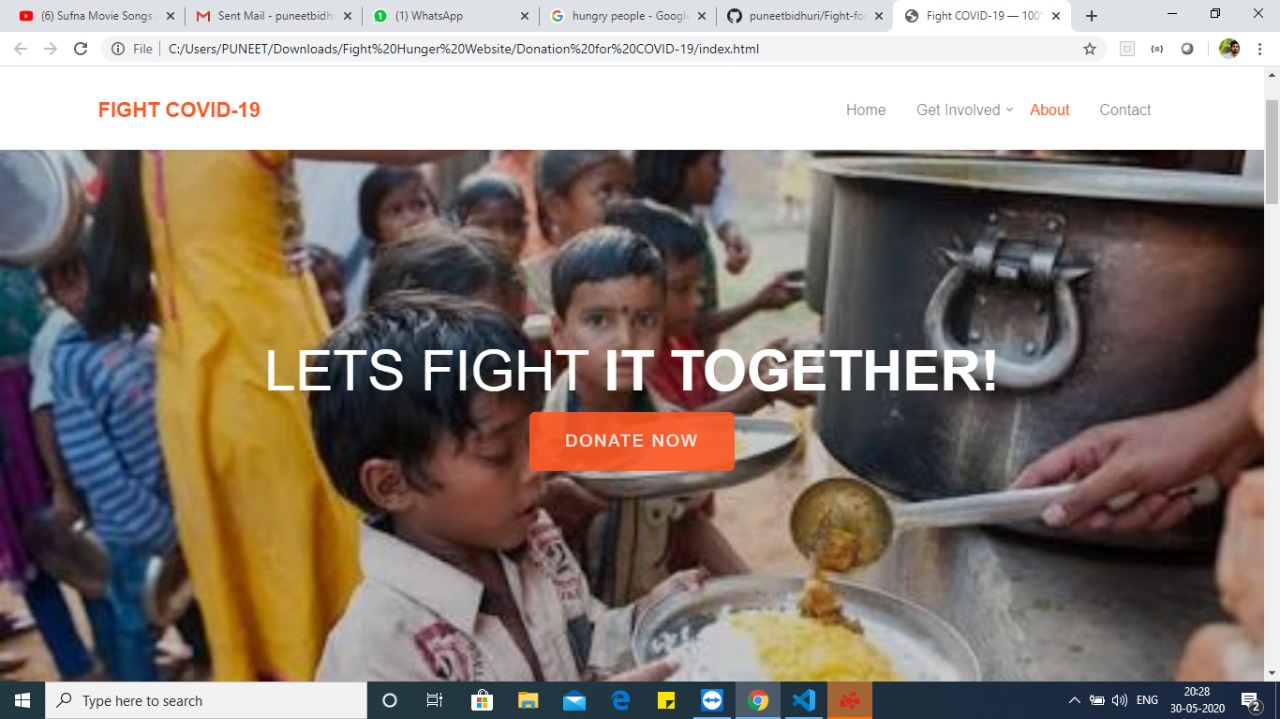 (6) Sufna Movie Songs
Sent Mail - puneetbidh
(1) WhatsApp
hungry people - Google
puneetbidhuri/Fight-for
Fight COVID-19 — 100
File
C:/Users/PUNEET/Downloads/Fight%20Hunger%20Website/Donation%20for%20COVID-19/index.html
FIGHT COVID-19
Home
Get Involved
About
Contact
LETS FIGHT IT TOGETHER!
DONATE NOW
Type here to search
ENG
20:28
30-05-2020
2